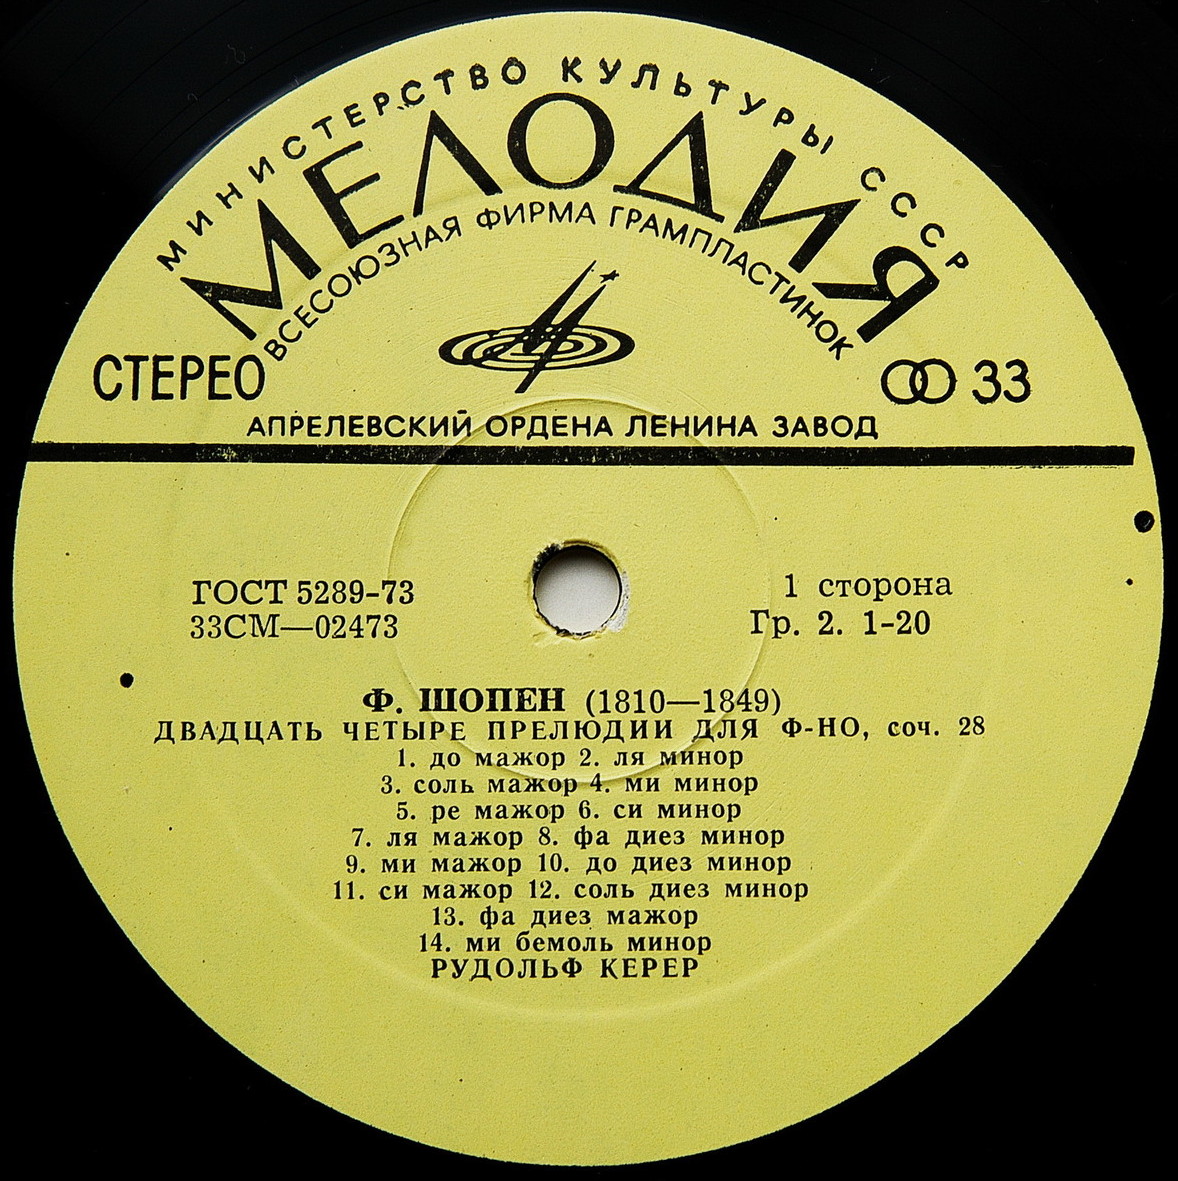 МИНИСТЕРСТВО КУЛЬТУРЫ СССР
МЕЛОДИЯ
ВСЕСОЮЗНАЯ ФИРМА ГРАМПЛАСТИНОК
СТЕРЕО
33
АПРЕЛЕВСКИЙ ОРДЕНА ЛЕНИНА ЗАВОД
ГОСТ 5289-73
33СМ—02473
1 сторона
Гр. 2. 1-20
Ф. ШОПЕН (1810—1849)
ДВАДЦАТЬ ЧЕТЫРЕ ПРЕЛЮДИИ ДЛЯ Ф-НО, соч. 28
1. до мажор 2. ля минор
3. соль мажор 4. ми минор
5. ре мажор 6. си минор
7. ля мажор 8. фа диез минор
9. ми мажор 10. до диез минор
11. си мажор 12. соль диез минор
13. фа диез мажор
14. ми бемоль минор
РУДОЛЬФ КЕРЕР